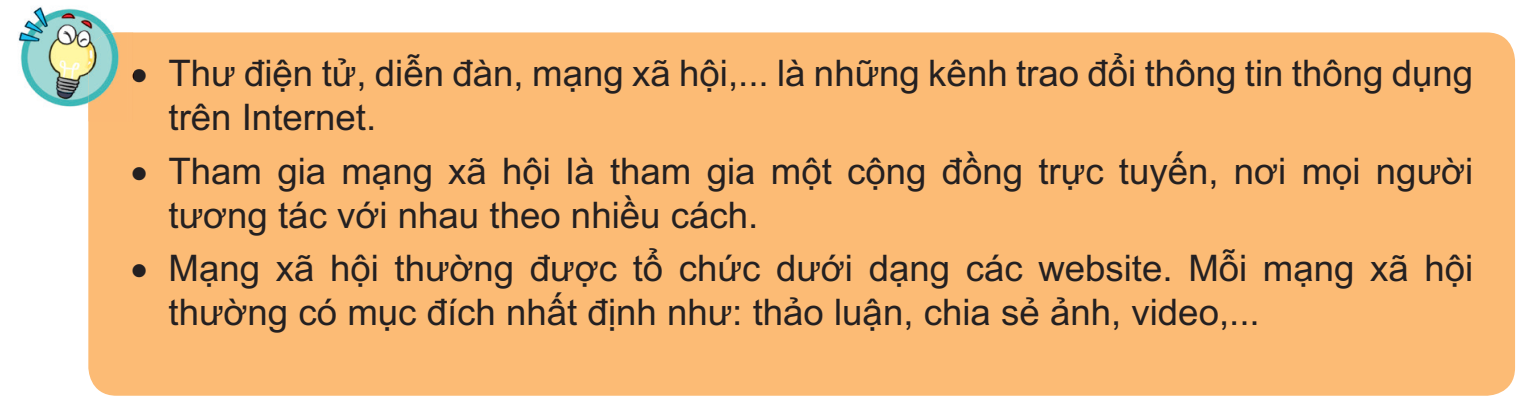 • Thư điện tử, diễn đàn, mạng xã hội,... là những kênh trao đổi thông tin thông dụng
trên Internet.
• Tham gia mạng xã hội là tham gia một cộng đồng trực tuyến, nơi mọi người
tương tác với nhau theo nhiều cách.
• Mạng xã hội thường được tổ chức dưới dạng các website. Mỗi mạng xã hội
thường có mục đích nhất định như: thảo luận, chia sẻ ảnh, video,...